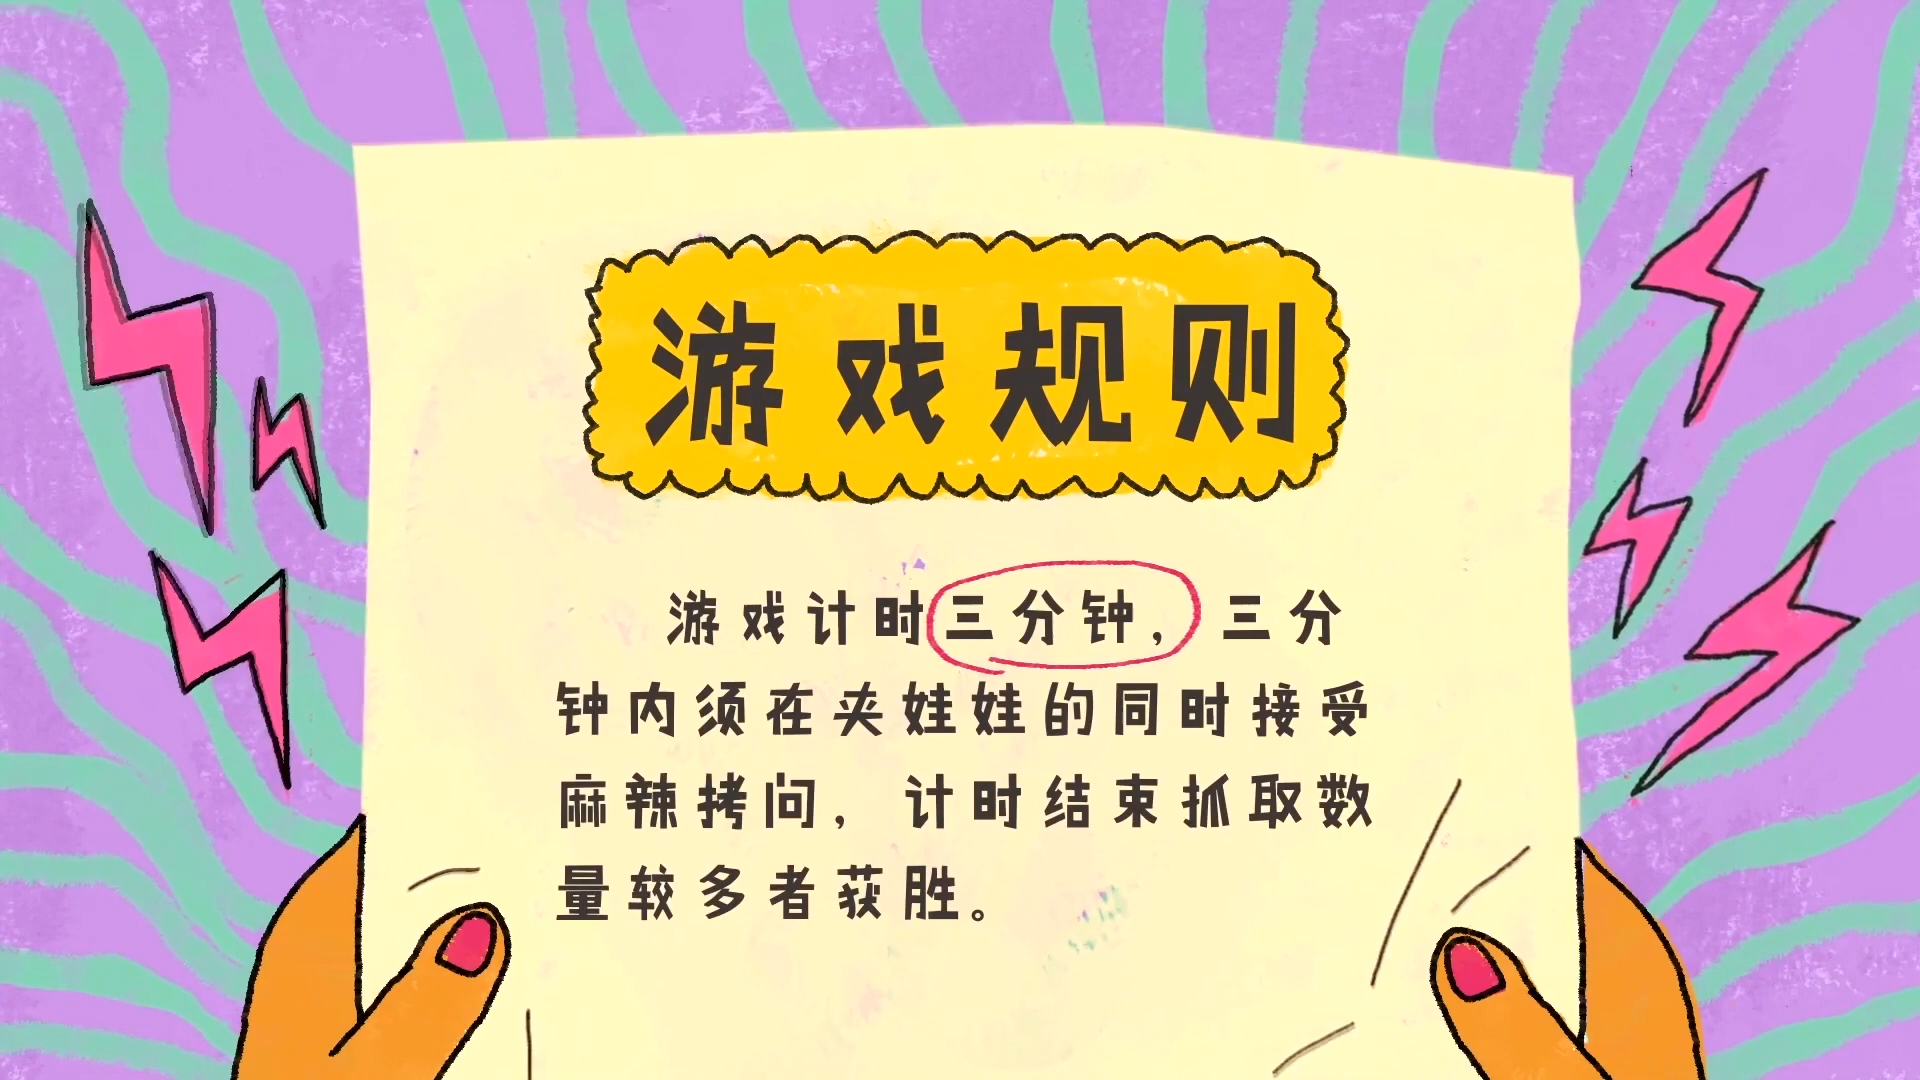 游戏规则
游戏计时三分钟，三分
钟内须在夹娃娃的同时接受
麻辣拷问，计时结束抓取数
量较多者获胜。